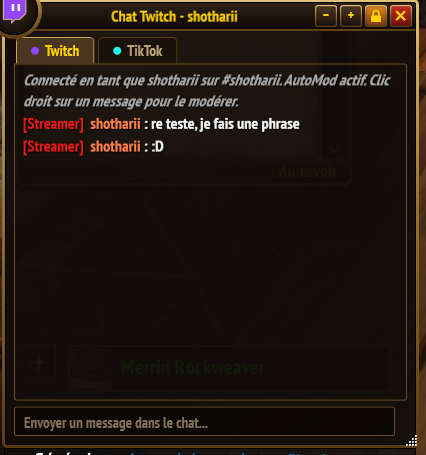 Chat Twitch - shotharii
Twitch
TikTok
Connecté en tant que shotharii sur #shotharii. AutoMod actif. Clic
droit sur un message pour le modérer.
[Streamer] shotharii : re teste, je fais une phrase
[Streamer] shotharii : :D
Au revoir
Merrin Rockweaver
Envoyer un message dans le chat...